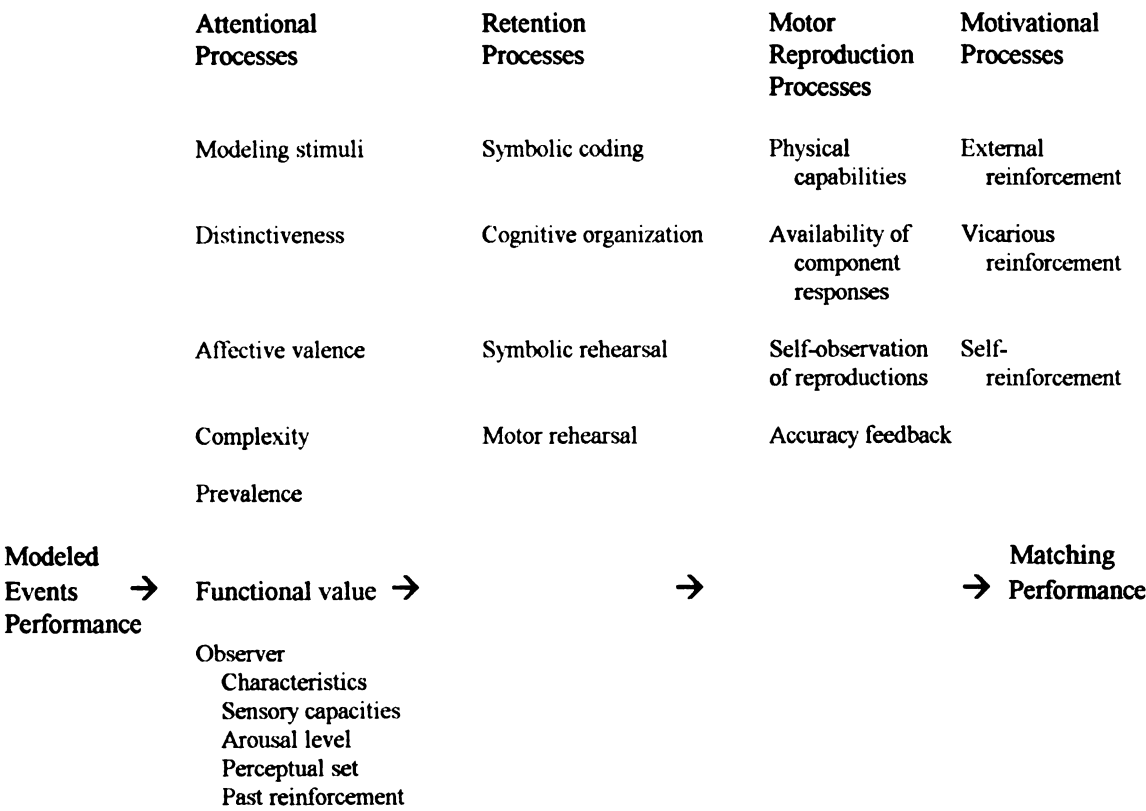 Attentional
Processes
Retention
Processes
Motor
Reproduction
Processes
Motivational
Processes
Modeling stimuli
Symbolic coding
Physical
capabilities
External
reinforcement
Distinctiveness
Cognitive organization
Availability of
component
responses
Vicarious
reinforcement
Affective valence
Symbolic rehearsal
Self-observation
of reproductions
Self-
reinforcement
Complexity
Motor rehearsal
Accuracy feedback
Prevalence
Modeled
Events →
Performance
Functional value →
→
→
Matching
Performance
Observer
Characteristics
Sensory capacities
Arousal level
Perceptual set
Past reinforcement